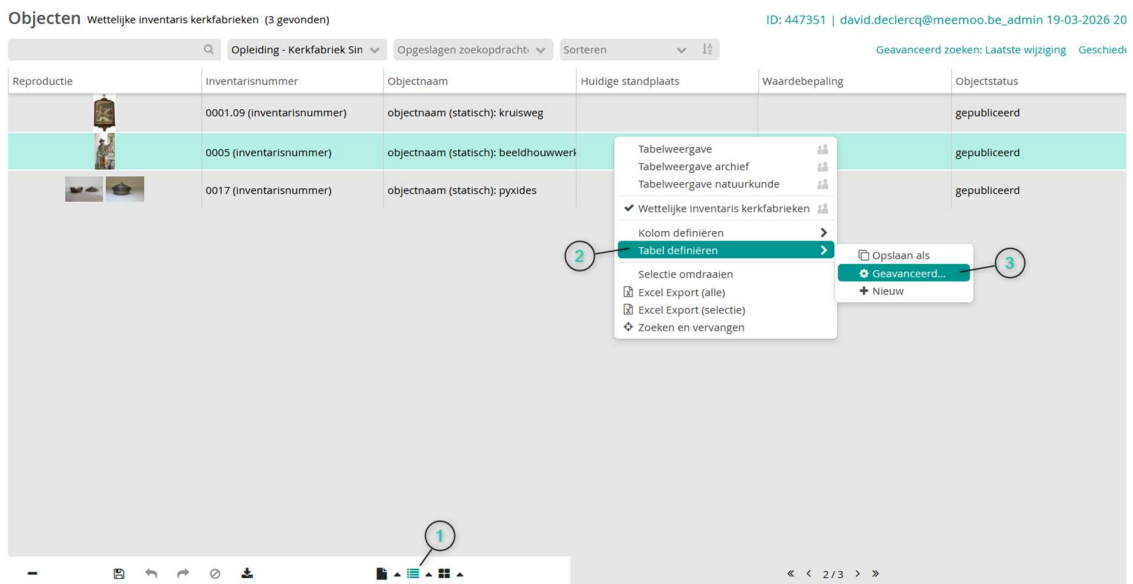 Objecten Wettelijke inventaris kerkfabrieken (3 gevonden) ID: 447351 | david.declercq@meemoo.be_admin 19-03-2026 20
Opleiding - Kerkfabriek Sin Opgeslagen zoekopdracht Sorteren Geavanceerd zoeken: Laatste wijziging Geschied
Reproductie Inventarisnummer Objectnaam Huidige standplaats Waardebepaling Objectstatus
0001.09 (inventarisnummer) objectnaam (statisch): kruisweg gepubliceerd
0005 (inventarisnummer) objectnaam (statisch): beeldhouwwerk gepubliceerd
0017 (inventarisnummer) objectnaam (statisch): pyxides gepubliceerd
Tabelweergave
Tabelweergave archief
Tabelweergave natuurkunde
Wettelijke inventaris kerkfabrieken
Kolom definiëren
2 Tabel definiëren
Opslaan als
Geavanceerd... 3
Nieuw
Selectie omdraaien
Excel Export (alle)
Excel Export (selectie)
Zoeken en vervangen
1
« < 2/3 > »